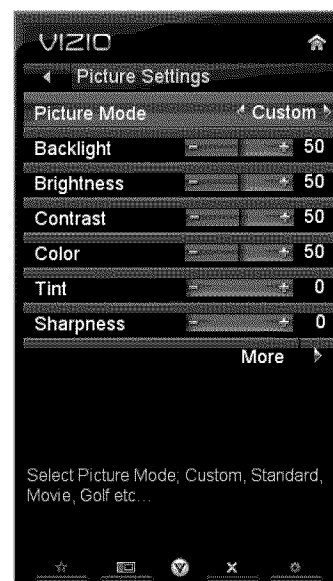 VIZIO
Picture Settings
Picture Mode Custom
Backlight - + 50
Brightness - + 50
Contrast - + 50
Color - + 50
Tint - + 0
Sharpness - + 0
More
Select Picture Mode; Custom, Standard,
Movie, Golf etc...